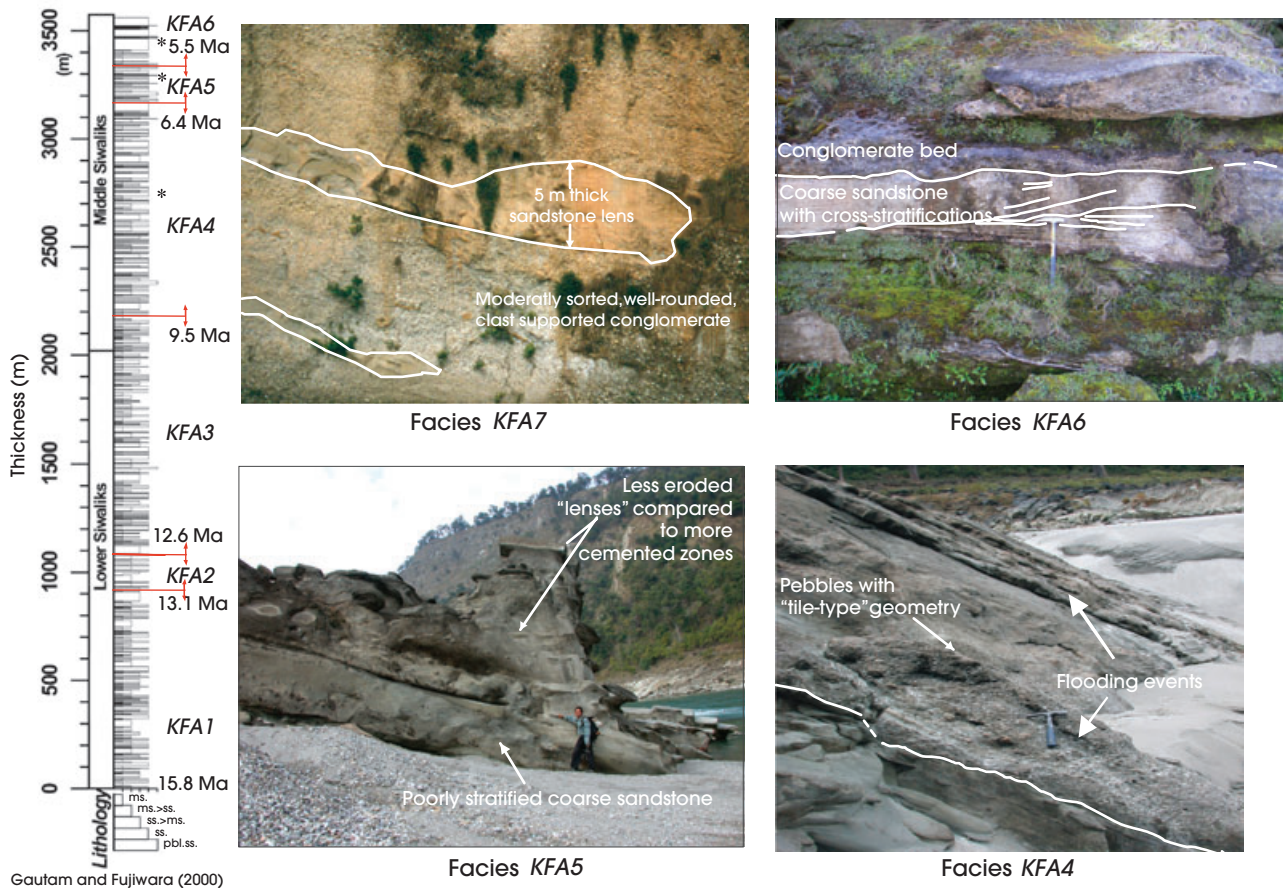 3500
(m)
3000
2500
2000
1500
1000
500
0
Thickness (m)
Middle Siwaliks
Lower Siwaliks
Lithology
KFA6
*
5.5 Ma
*
KFA5
6.4 Ma
*
KFA4
9.5 Ma
KFA3
12.6 Ma
KFA2
13.1 Ma
KFA1
15.8 Ma
ms.
ms.>ss.
ss.>ms.
ss.
pbl.ss.
Gautam and Fujiwara (2000)
5 m thick
sandstone lens
Moderatly sorted, well-rounded,
clast supported conglomerate
Facies KFA7
Conglomerate bed
Coarse sandstone
with cross-stratifications
Facies KFA6
Less eroded
"lenses" compared
to more
cemented zones
Poorly stratified coarse sandstone
Facies KFA5
Pebbles with
"tile-type" geometry
Flooding events
Facies KFA4